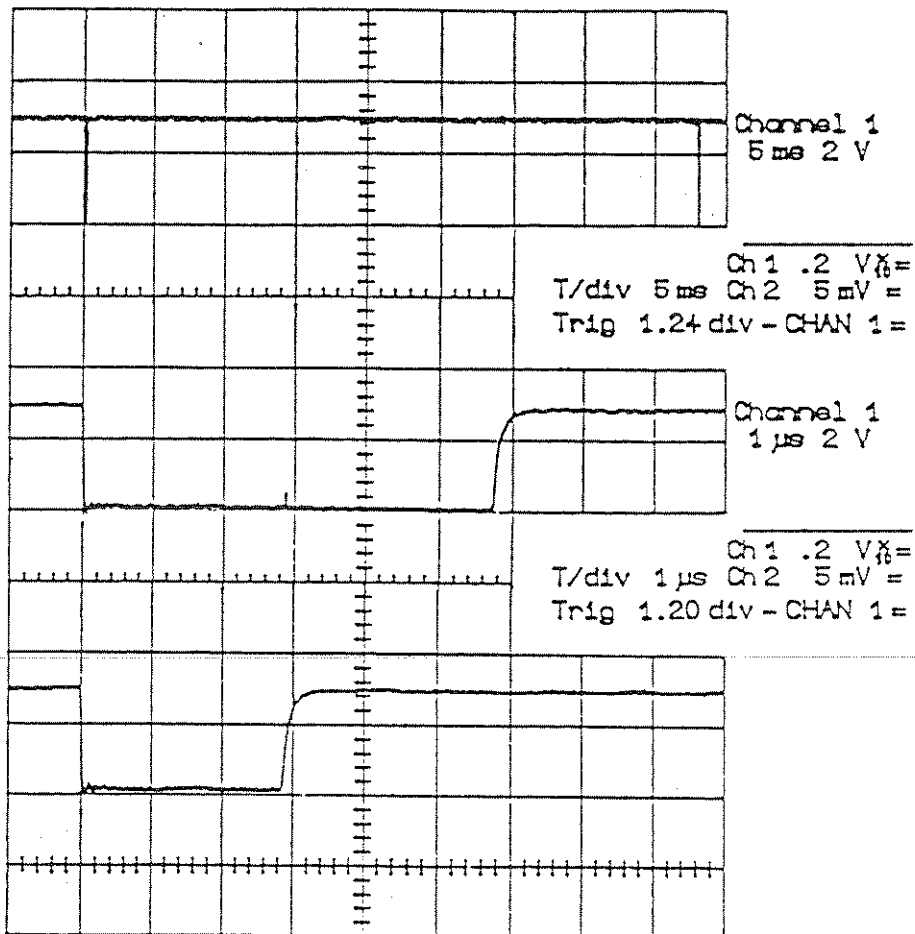 Channel 1
5 ms 2 V
Ch 1 .2 V =
T/div 5 ms Ch 2 5 mV =
Trig 1.24 div - CHAN 1 =
Channel 1
1 µs 2 V
Ch 1 .2 V =
T/div 1 µs Ch 2 5 mV =
Trig 1.20 div - CHAN 1 =